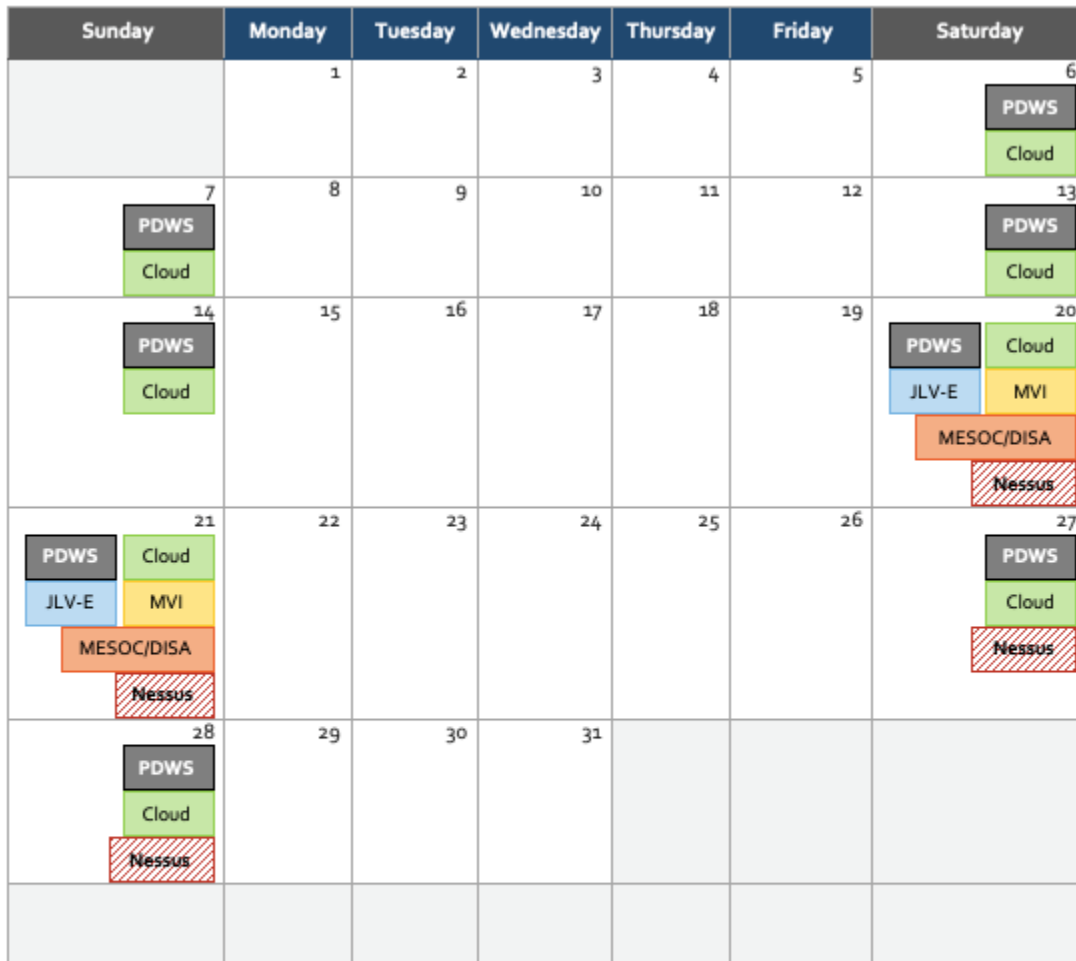 Sunday Monday Tuesday Wednesday Thursday Friday Saturday
1 2 3 4 5 6
PDWS
Cloud
7 8 9 10 11 12 13
PDWS PDWS
Cloud Cloud
14 15 16 17 18 19 20
PDWS PDWS Cloud
Cloud JLV-E MVI
MESOC/DISA
Nessus
21 22 23 24 25 26 27
PDWS Cloud PDWS
JLV-E MVI Cloud
MESOC/DISA Nessus
Nessus
28 29 30 31
PDWS
Cloud
Nessus